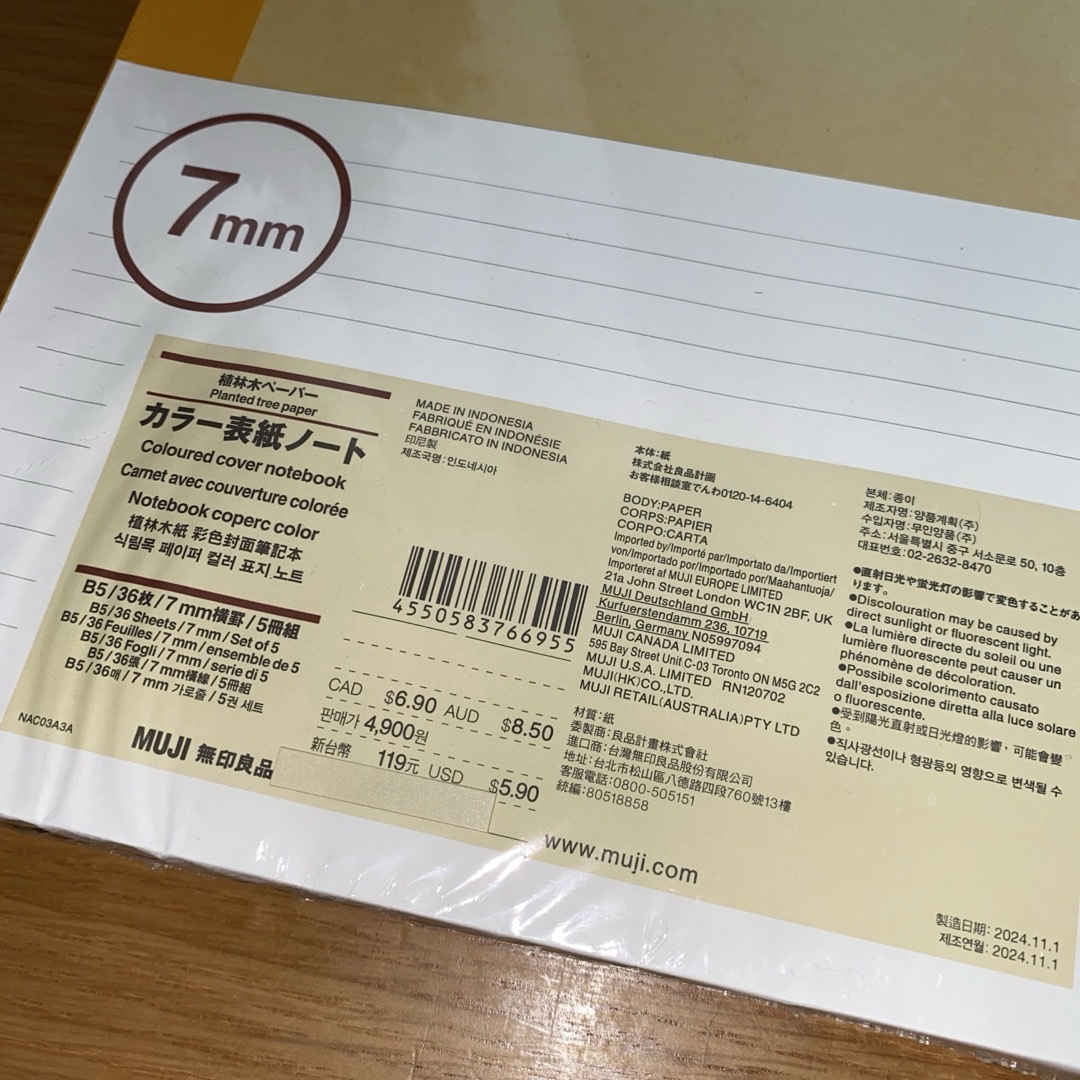 7mm
植林木ペーパー
Planted tree paper
カラー表紙ノート
Coloured cover notebook
Carnet avec couverture colorée
Notebook coperc color
植林木紙 彩色封面筆記本
식림목 페이퍼 컬러 표지 노트
B5/36枚/7mm横罫/5冊組
B5/36 Sheets/7mm/Set of 5
B5/36 Feuilles/7mm/ensemble de 5
B5/36 Fogli/7mm/serie di 5
B5/36張/7mm橫線/5冊組
B5/36매/7mm 가로줄/5권 세트
NAC03A3A
MUJI 無印良品
MADE IN INDONESIA
FABRIQUÉ EN INDONÉSIE
FABBRICATO IN INDONESIA
印尼製
제조국명:인도네시아
4550583766955
CAD $6.90 AUD $8.50
판매가 4,900원
新台幣 119元 USD $5.90
本体:紙
株式会社良品計画
お客様相談室でんわ0120-14-6404
BODY:PAPER
CORPS:PAPIER
CORPO:CARTA
Imported by/Importé par/Importato da/Importiert
von/Importado por/Importado por/Maahantuoja/
Importeret af MUJI EUROPE LIMITED
21a John Street London WC1N 2BF, UK
MUJI Deutschland GmbH
Kurfuerstendamm 236, 10719
Berlin, Germany N05997094
MUJI CANADA LIMITED
595 Bay Street Unit C-03 Toronto ON M5G 2C2
MUJI U.S.A. LIMITED RN120702
MUJI(HK)CO.,LTD.
MUJI RETAIL(AUSTRALIA)PTY LTD
材質:紙
委製商:良品計畫株式會社
進口商:台灣無印良品股份有限公司
地址:台北市松山區八德路四段760號13樓
客服電話:0800-505151
統編:80518858
www.muji.com
본체:종이
제조자명:양품계획(주)
수입자명:무인양품(주)
주소:서울특별시 중구 서소문로 50, 10층
대표번호:02-2632-8470
●直射日光や蛍光灯の影響で変色することがあ
ります。
●Discolouring may be caused by
direct sunlight or fluorescent light.
●La lumière directe du soleil ou une
lumière fluorescente peut causer un
phénomène de décoloration.
●Possibile scolorimento causato
dall'esposizione diretta alla luce solare
o fluorescente.
●受到陽光直射或日光燈的影響,可能會變
色。
●직사광선이나 형광등의 영향으로 변색될 수
있습니다.
製造日期: 2024.11.1
제조연월: 2024.11.1